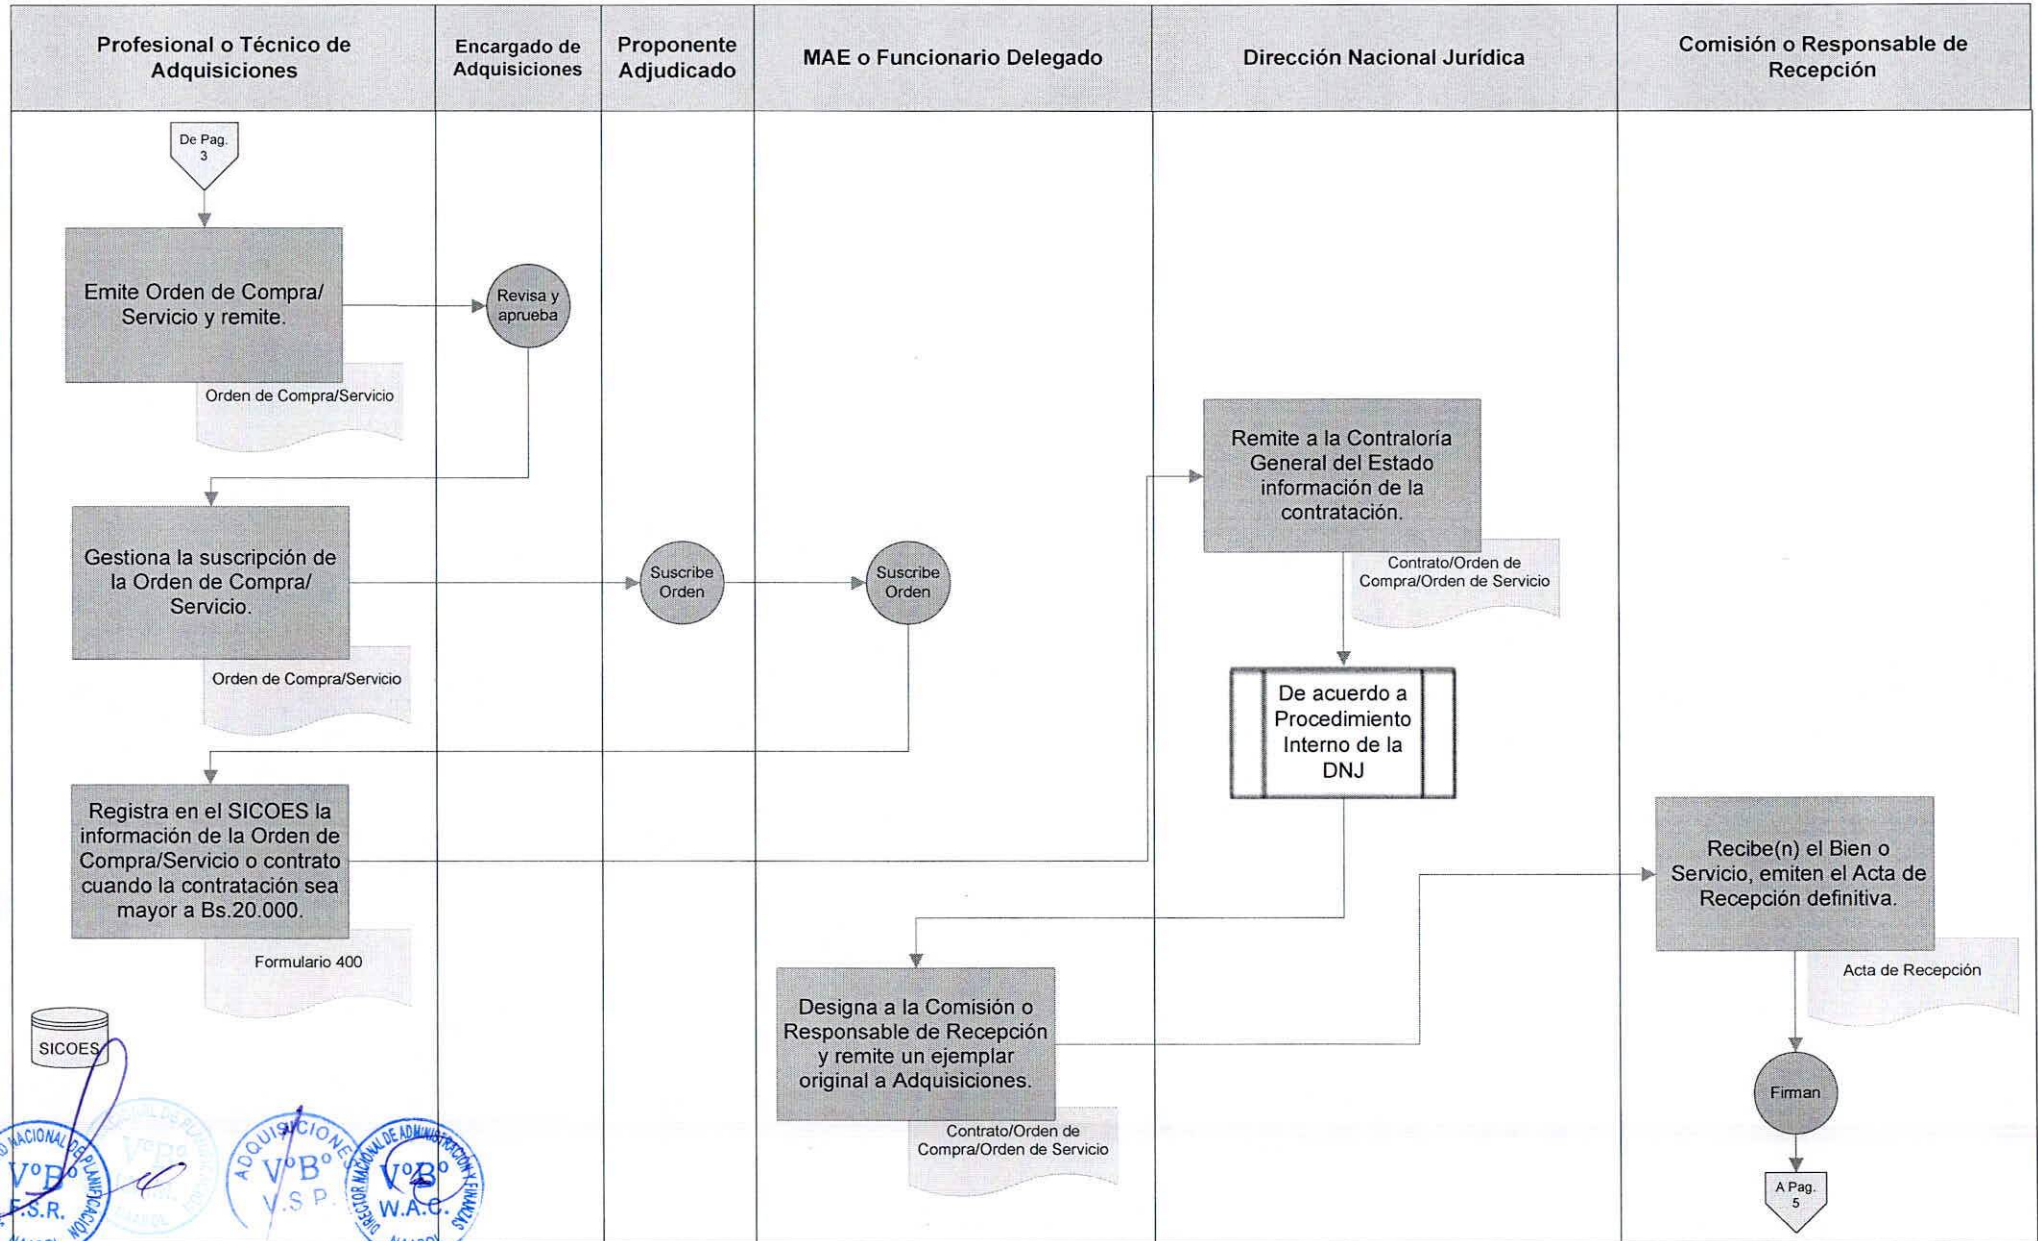 Profesional o Técnico de
Adquisiciones
Encargado de
Adquisiciones
Proponente
Adjudicado
MAE o Funcionario Delegado
Dirección Nacional Jurídica
Comisión o Responsable de
Recepción
De Pag.
3
Emite Orden de Compra/
Servicio y remite.
Orden de Compra/Servicio
Revisa y
aprueba
Gestiona la suscripción de
la Orden de Compra/
Servicio.
Orden de Compra/Servicio
Suscribe
Orden
Suscribe
Orden
Registra en el SICOES la
información de la Orden de
Compra/Servicio o contrato
cuando la contratación sea
mayor a Bs.20.000.
Formulario 400
SICOES
Remite a la Contraloría
General del Estado
información de la
contratación.
Contrato/Orden de
Compra/Orden de Servicio
De acuerdo a
Procedimiento
Interno de la
DNJ
Designa a la Comisión o
Responsable de Recepción
y remite un ejemplar
original a Adquisiciones.
Contrato/Orden de
Compra/Orden de Servicio
Recibe(n) el Bien o
Servicio, emiten el Acta de
Recepción definitiva.
Acta de Recepción
Firman
A Pag.
5
NACIONAL DE PLANIFICACIÓN
VºBº
F.S.R.
VºBº
ADQUISICIONES
VºBº
V.S.P.
DIRECTOR NACIONAL DE ADMINISTRACIÓN Y FINANZAS
VºBº
W.A.C.